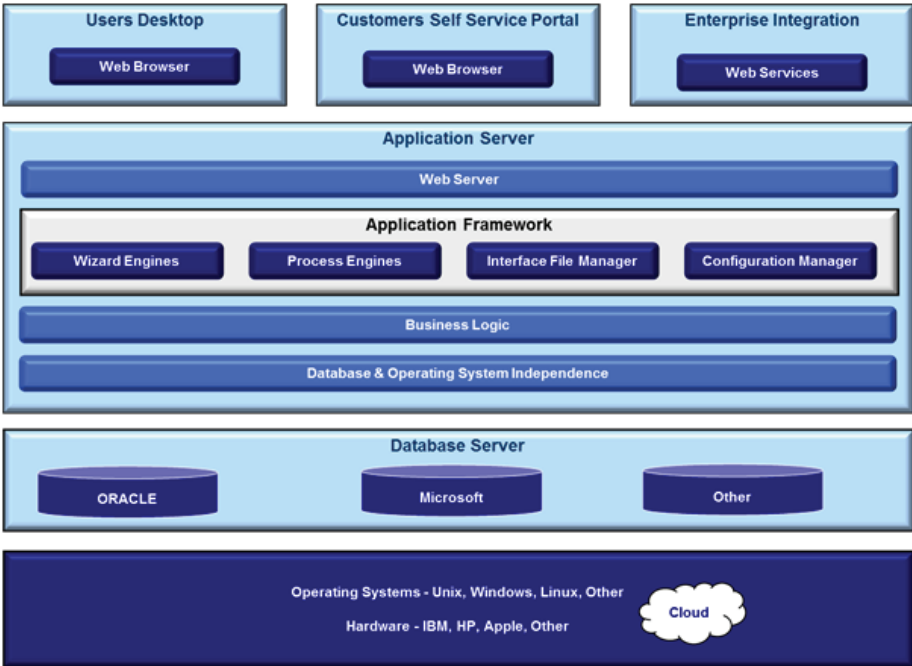 Users Desktop
Web Browser
Customers Self Service Portal
Web Browser
Enterprise Integration
Web Services
Application Server
Web Server
Application Framework
Wizard Engines
Process Engines
Interface File Manager
Configuration Manager
Business Logic
Database & Operating System Independence
Database Server
ORACLE
Microsoft
Other
Operating Systems - Unix, Windows, Linux, Other
Hardware - IBM, HP, Apple, Other
Cloud